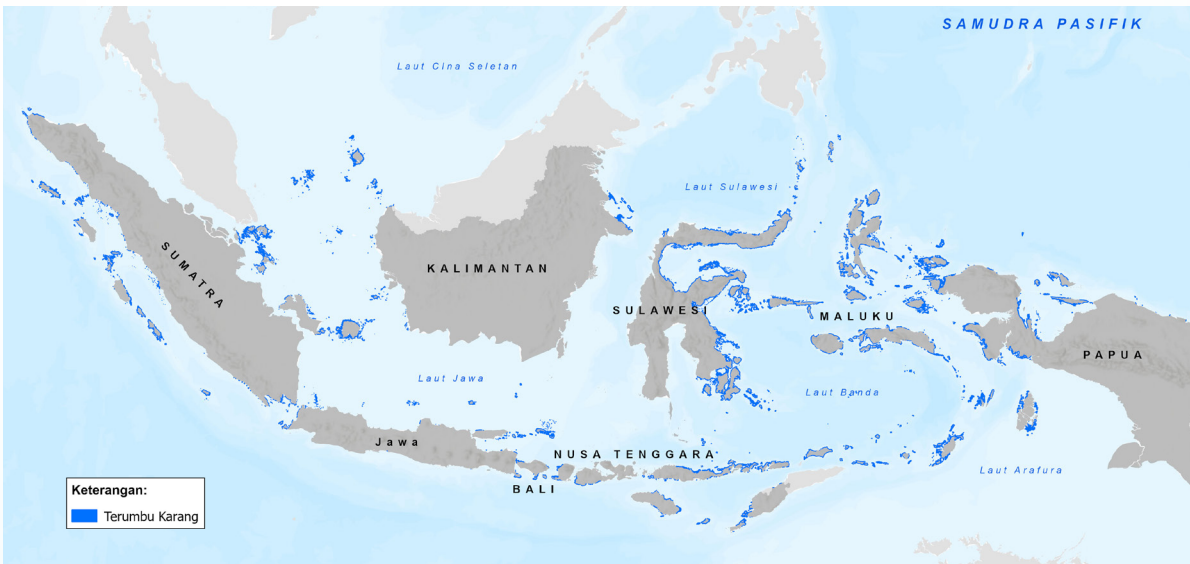 SAMUDRA PASIFIK
Laut Cina Seletan
Laut Sulawesi
SUMATRA
KALIMANTAN
SULAWESI
MALUKU
PAPUA
Laut Jawa
Laut Banda
Jawa
NUSA TENGGARA
Laut Arafura
BALI
Keterangan:
Terumbu Karang